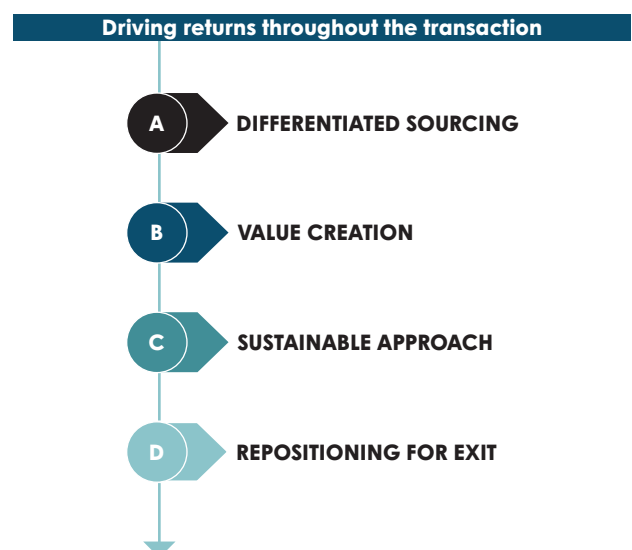 Driving returns throughout the transaction
A DIFFERENTIATED SOURCING
B VALUE CREATION
C SUSTAINABLE APPROACH
D REPOSITIONING FOR EXIT